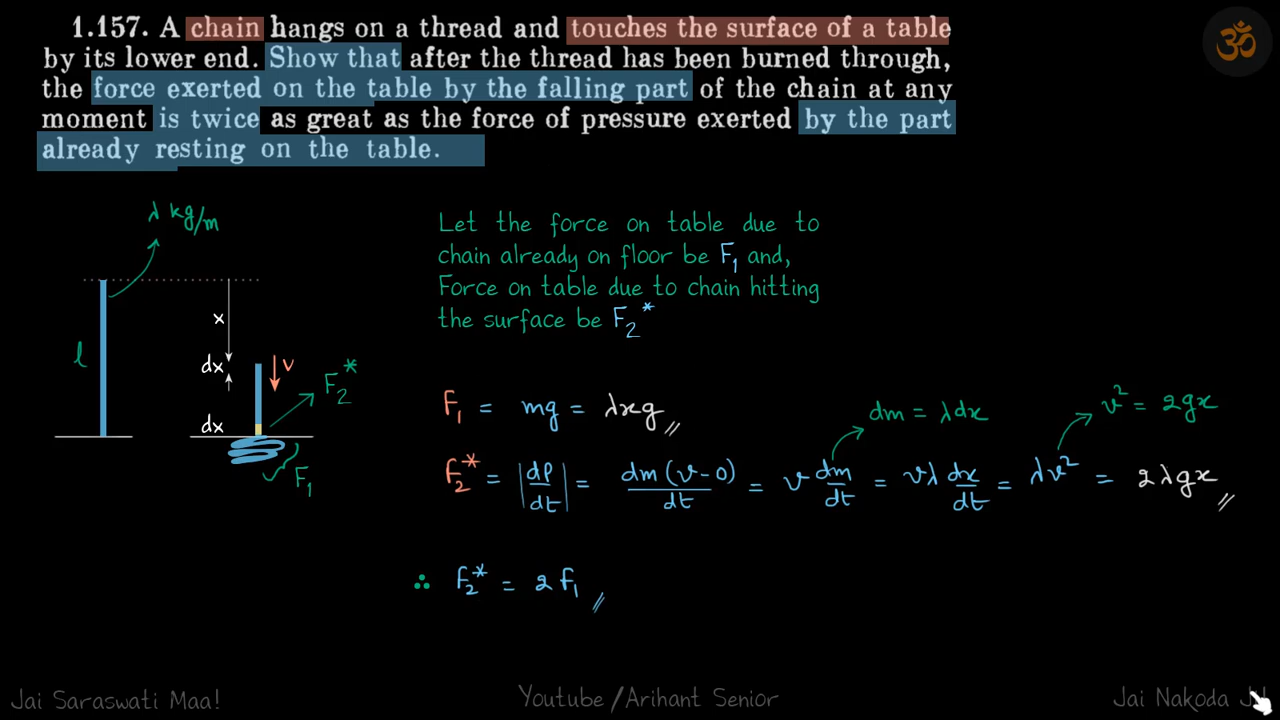 1.157. A chain hangs on a thread and touches the surface of a table
by its lower end. Show that after the thread has been burned through,
the force exerted on the table by the falling part of the chain at any
moment is twice as great as the force of pressure exerted by the part
already resting on the table.
ॐ
λ kg/m
l
x
dx
dx
v
F₂*
F₁
Let the force on table due to
chain already on floor be F₁ and,
Force on table due to chain hitting
the surface be F₂*
F₁ = mg = λxg //
dm = λdx
v² = 2gx
F₂* = |dp/dt| = dm(v-0)/dt = v dm/dt = vλ dx/dt = λv² = 2λgx //
∴ F₂* = 2F₁ //
Jai Saraswati Maa!
Youtube/Arihant Senior
Jai Nakoda J